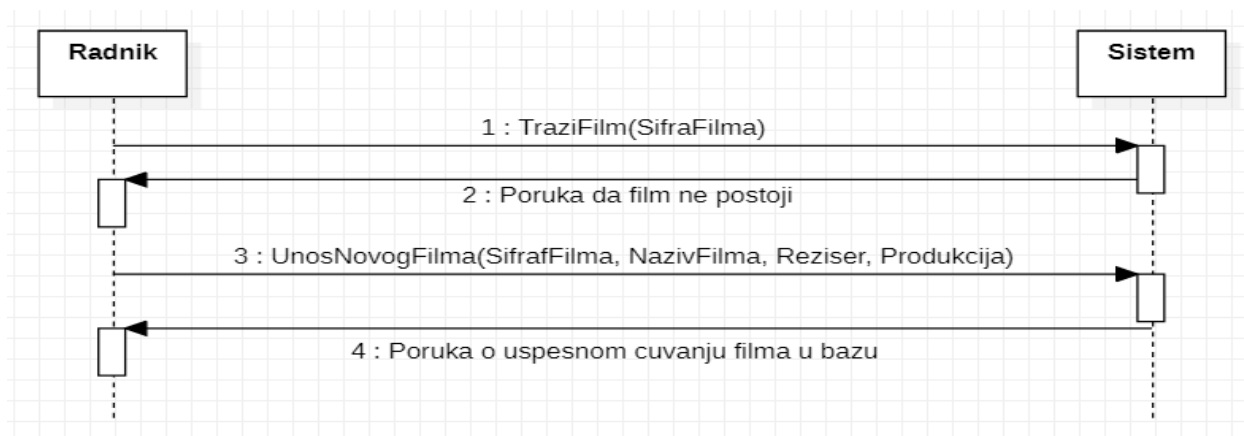 Radnik
Sistem
1 : TraziFilm(SifraFilma)
2 : Poruka da film ne postoji
3 : UnosNovogFilma(SifrafFilma, NazivFilma, Reziser, Produkcija)
4 : Poruka o uspesnom cuvanju filma u bazu